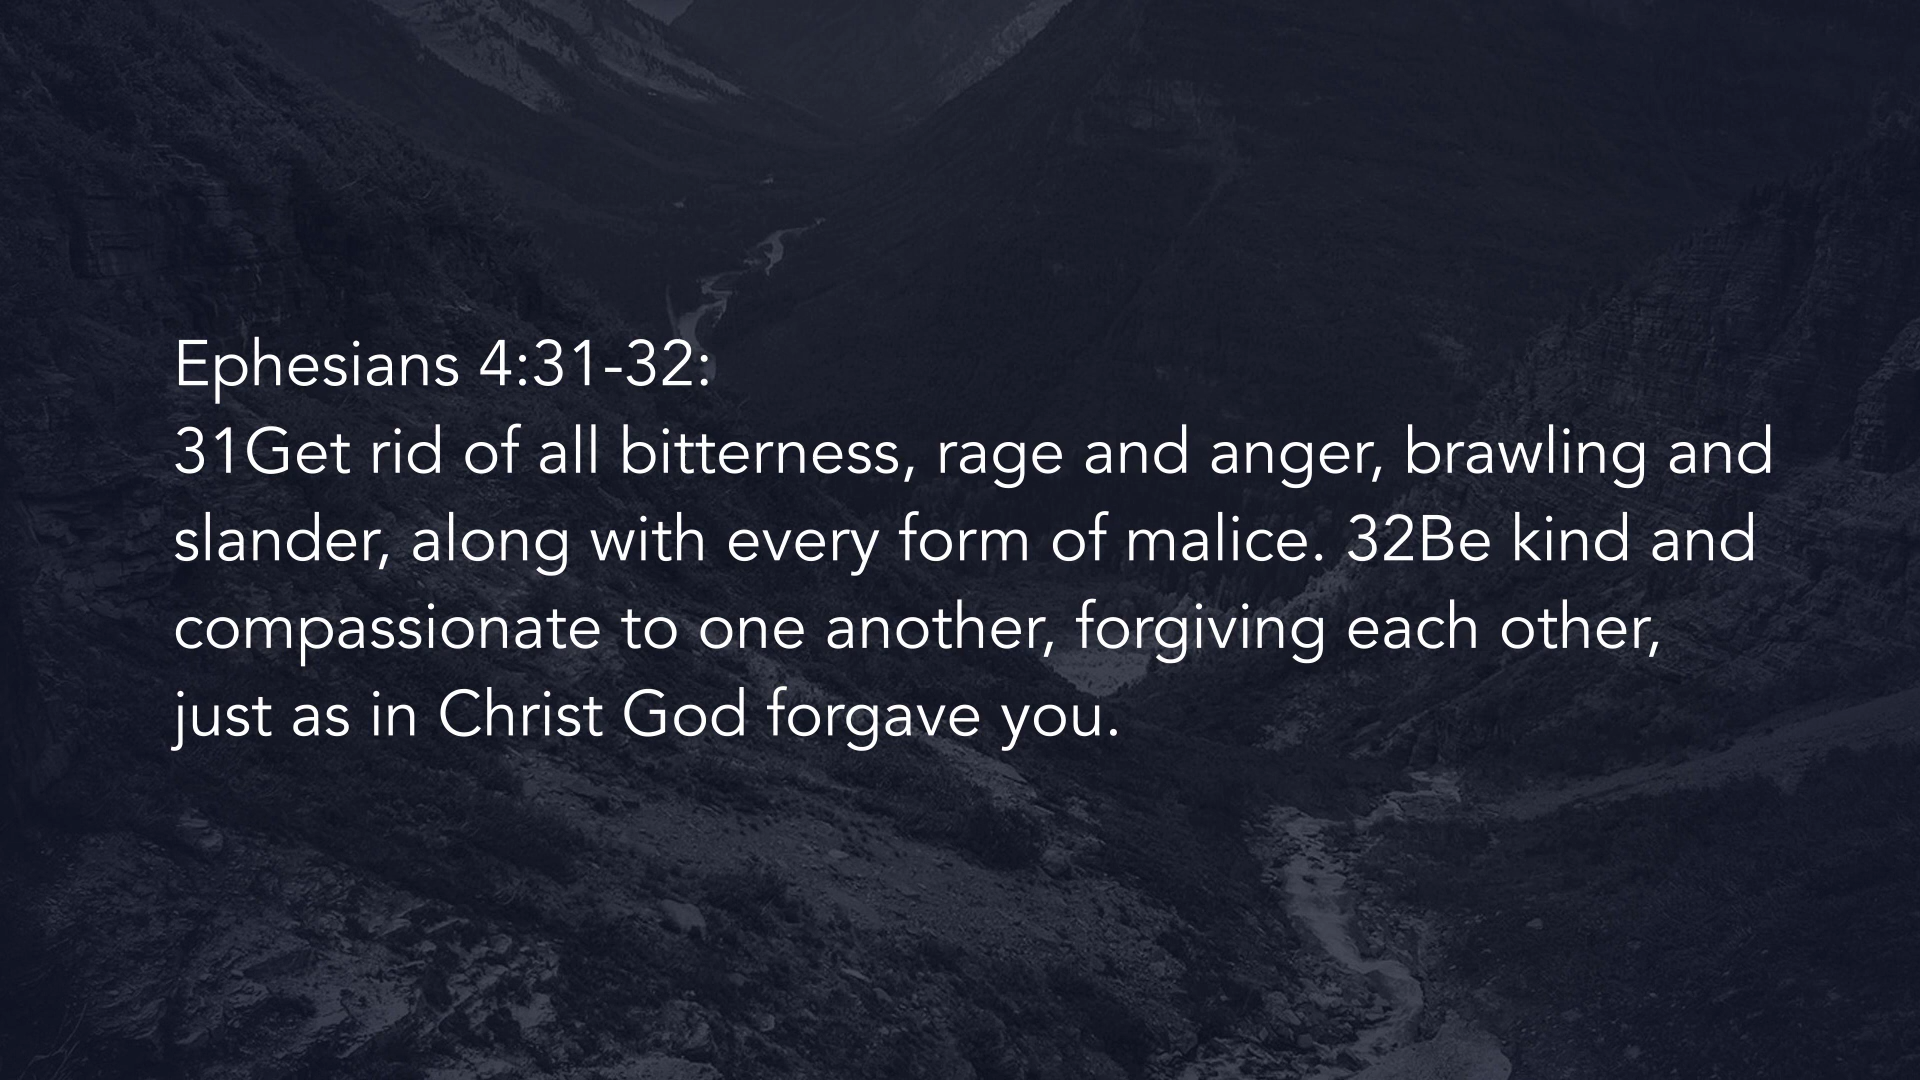 Ephesians 4:31-32:
31Get rid of all bitterness, rage and anger, brawling and
slander, along with every form of malice. 32Be kind and
compassionate to one another, forgiving each other,
just as in Christ God forgave you.